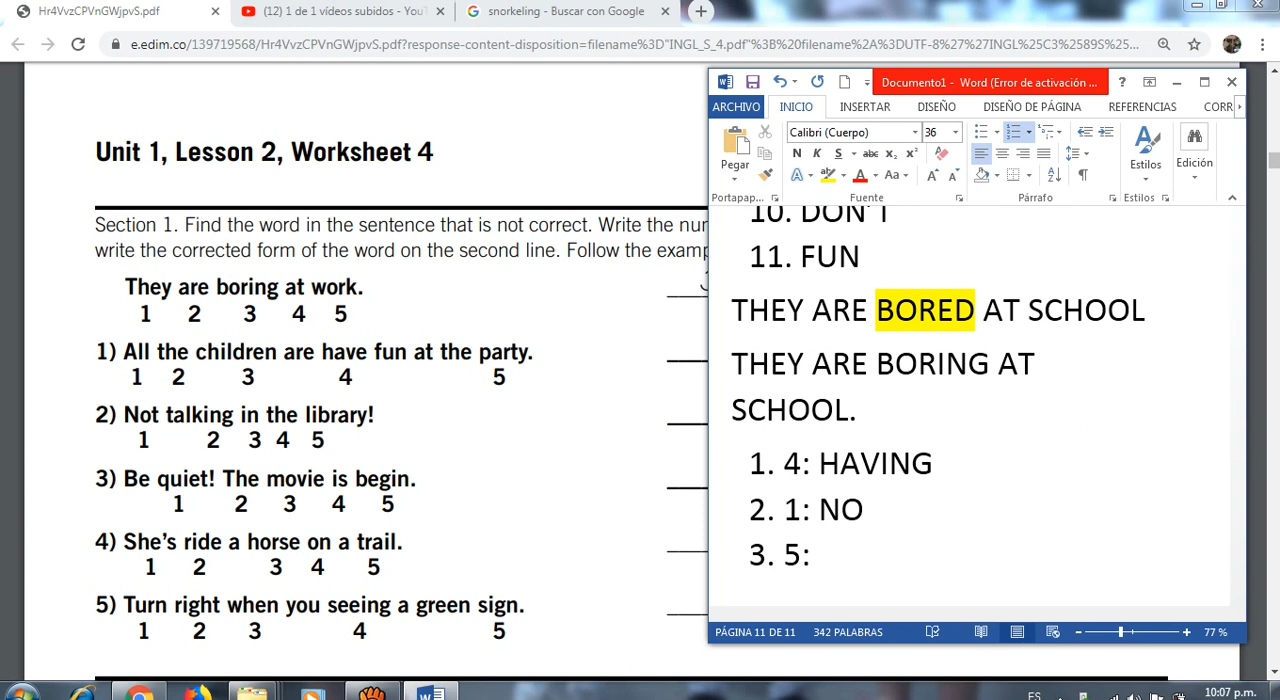 Hr4VvzCPVnGWjpvS.pdf
(12) 1 de 1 vídeos subidos - You
snorkeling - Buscar con Google
e.edim.co/139719568/Hr4VvzCPVnGWjpvS.pdf?response-content-disposition=filename%3D"INGL_S_4.pdf"%3B%20filename%2A%3DUTF-8%27%27INGL%25C3%2589S%25...
Unit 1, Lesson 2, Worksheet 4
Section 1. Find the word in the sentence that is not correct. Write the num
write the corrected form of the word on the second line. Follow the examp
They are boring at work.
1 2 3 4 5
1) All the children are have fun at the party.
1 2 3 4 5
2) Not talking in the library!
1 2 3 4 5
3) Be quiet! The movie is begin.
1 2 3 4 5
4) She's ride a horse on a trail.
1 2 3 4 5
5) Turn right when you seeing a green sign.
1 2 3 4 5
Documento1 - Word (Error de activación ...
ARCHIVO INICIO INSERTAR DISEÑO DISEÑO DE PÁGINA REFERENCIAS CORR
Calibri (Cuerpo) 36
N K S abc x₂ x²
A ab A Aa A A
Pegar
Estilos
Edición
Portapap... Fuente Párrafo Estilos
10. DON'T
11. FUN
THEY ARE BORED AT SCHOOL
THEY ARE BORING AT
SCHOOL.
1. 4: HAVING
2. 1: NO
3. 5:
PÁGINA 11 DE 11 342 PALABRAS 77 %
ES 10:07 p.m.